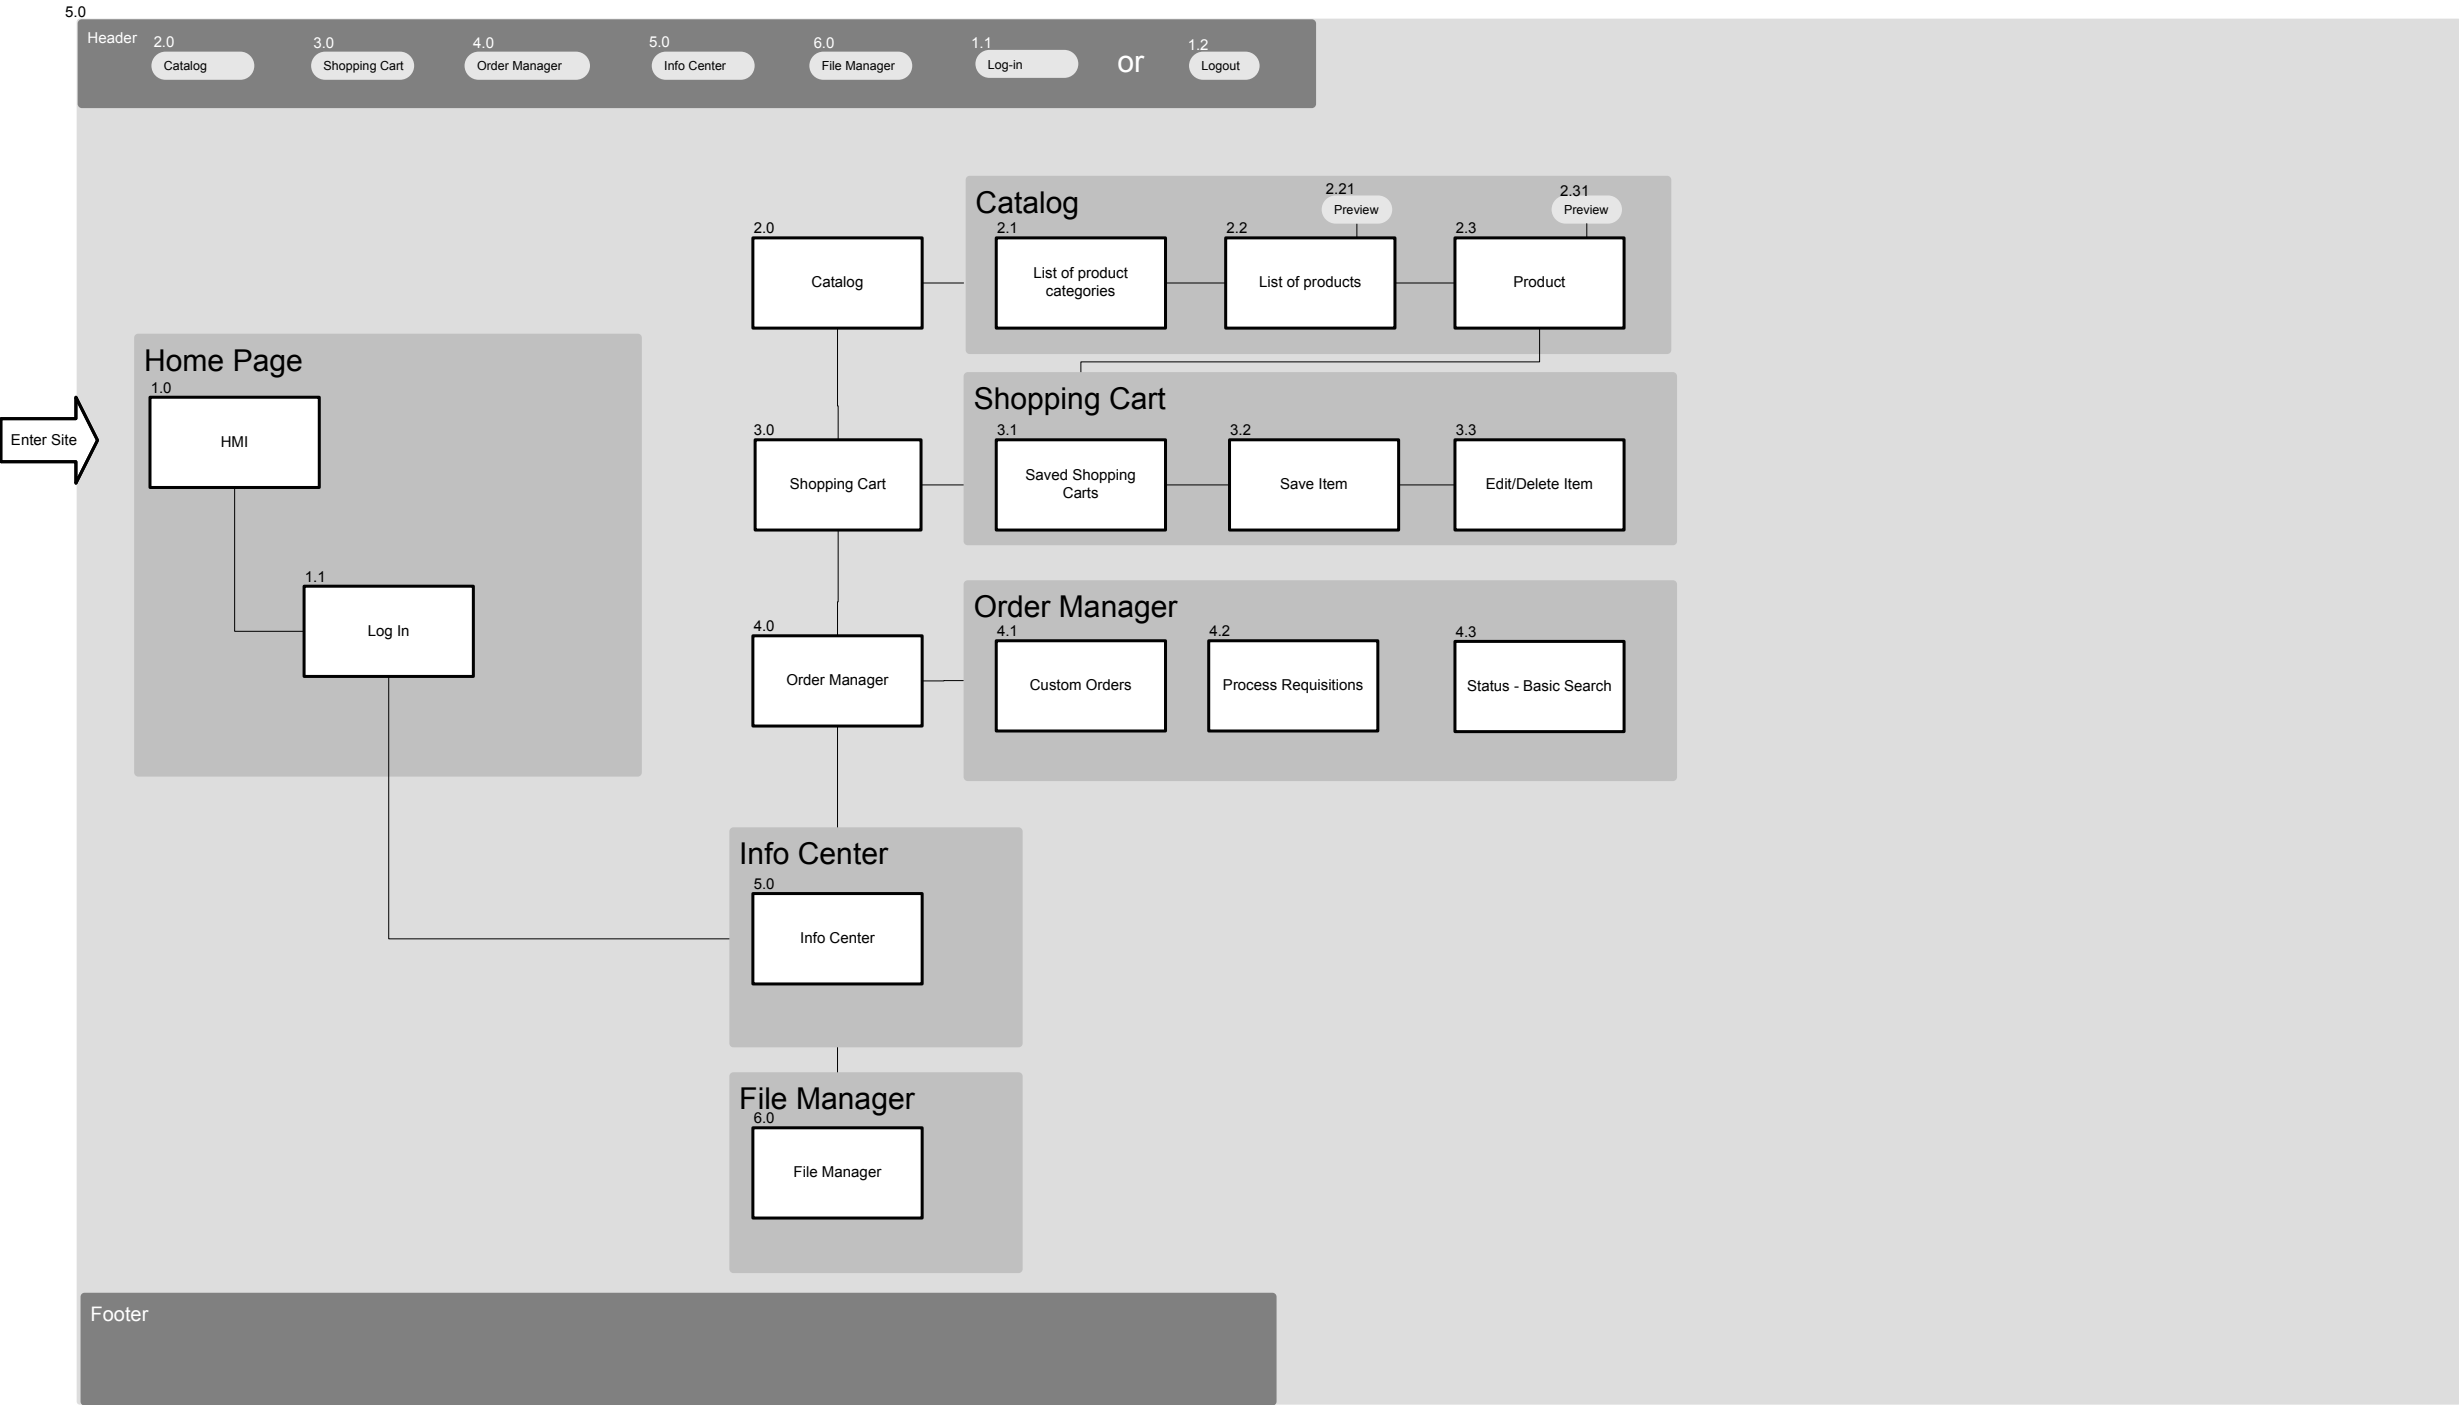 5.0
Header
2.0
Catalog
3.0
Shopping Cart
4.0
Order Manager
5.0
Info Center
6.0
File Manager
1.1
Log-in
or
1.2
Logout
Enter Site
Home Page
1.0
HMI
1.1
Log In
2.0
Catalog
Catalog
2.1
List of product
categories
2.2
List of products
2.21
Preview
2.3
Product
2.31
Preview
3.0
Shopping Cart
Shopping Cart
3.1
Saved Shopping
Carts
3.2
Save Item
3.3
Edit/Delete Item
4.0
Order Manager
Order Manager
4.1
Custom Orders
4.2
Process Requisitions
4.3
Status - Basic Search
Info Center
5.0
Info Center
File Manager
6.0
File Manager
Footer